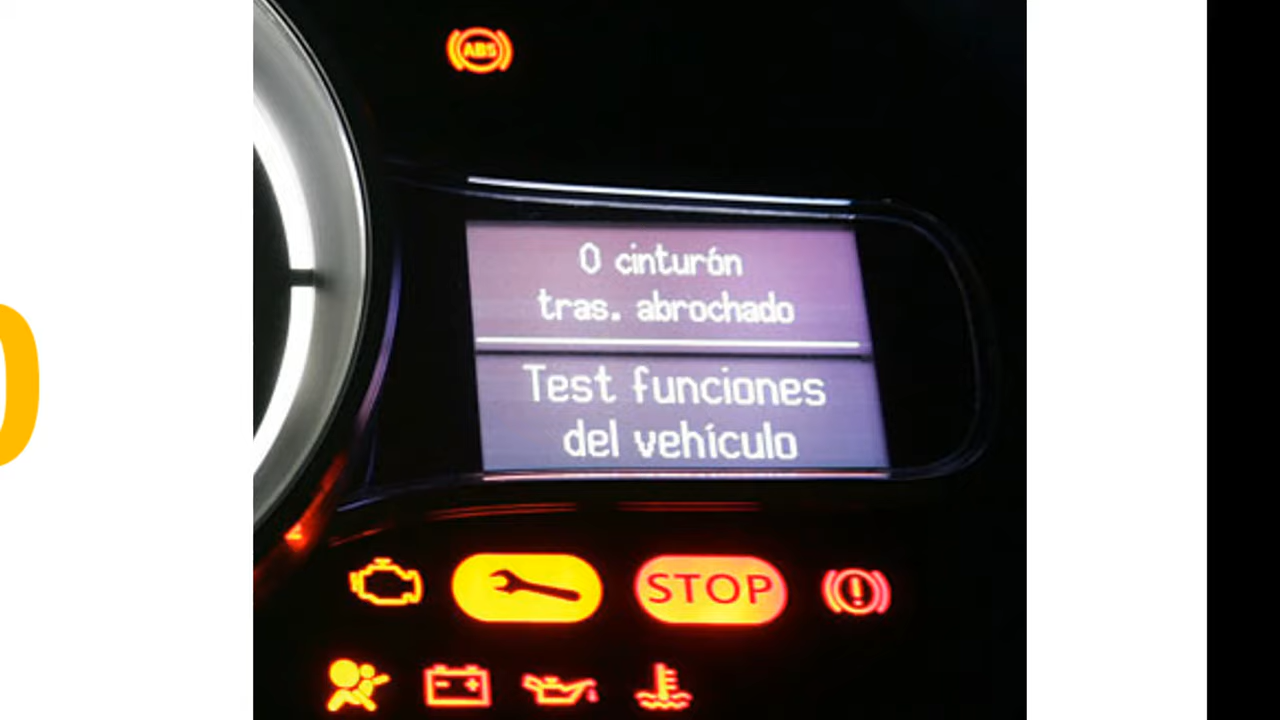 ABS
0 cinturón
tras. abrochado
Test funciones
del vehículo
STOP